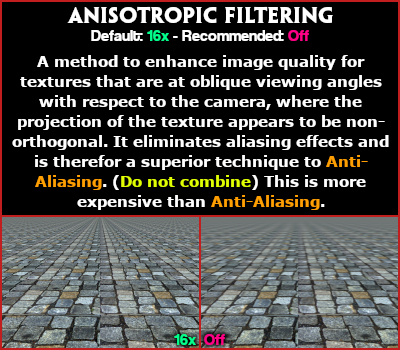 ANISOTROPIC FILTERING
Default: 16x - Recommended: Off
A method to enhance image quality for
textures that are at oblique viewing angles
with respect to the camera, where the
projection of the texture appears to be non-
orthogonal. It eliminates aliasing effects and
is therefor a superior technique to Anti-
Aliasing. (Do not combine) This is more
expensive than Anti-Aliasing.
16x Off